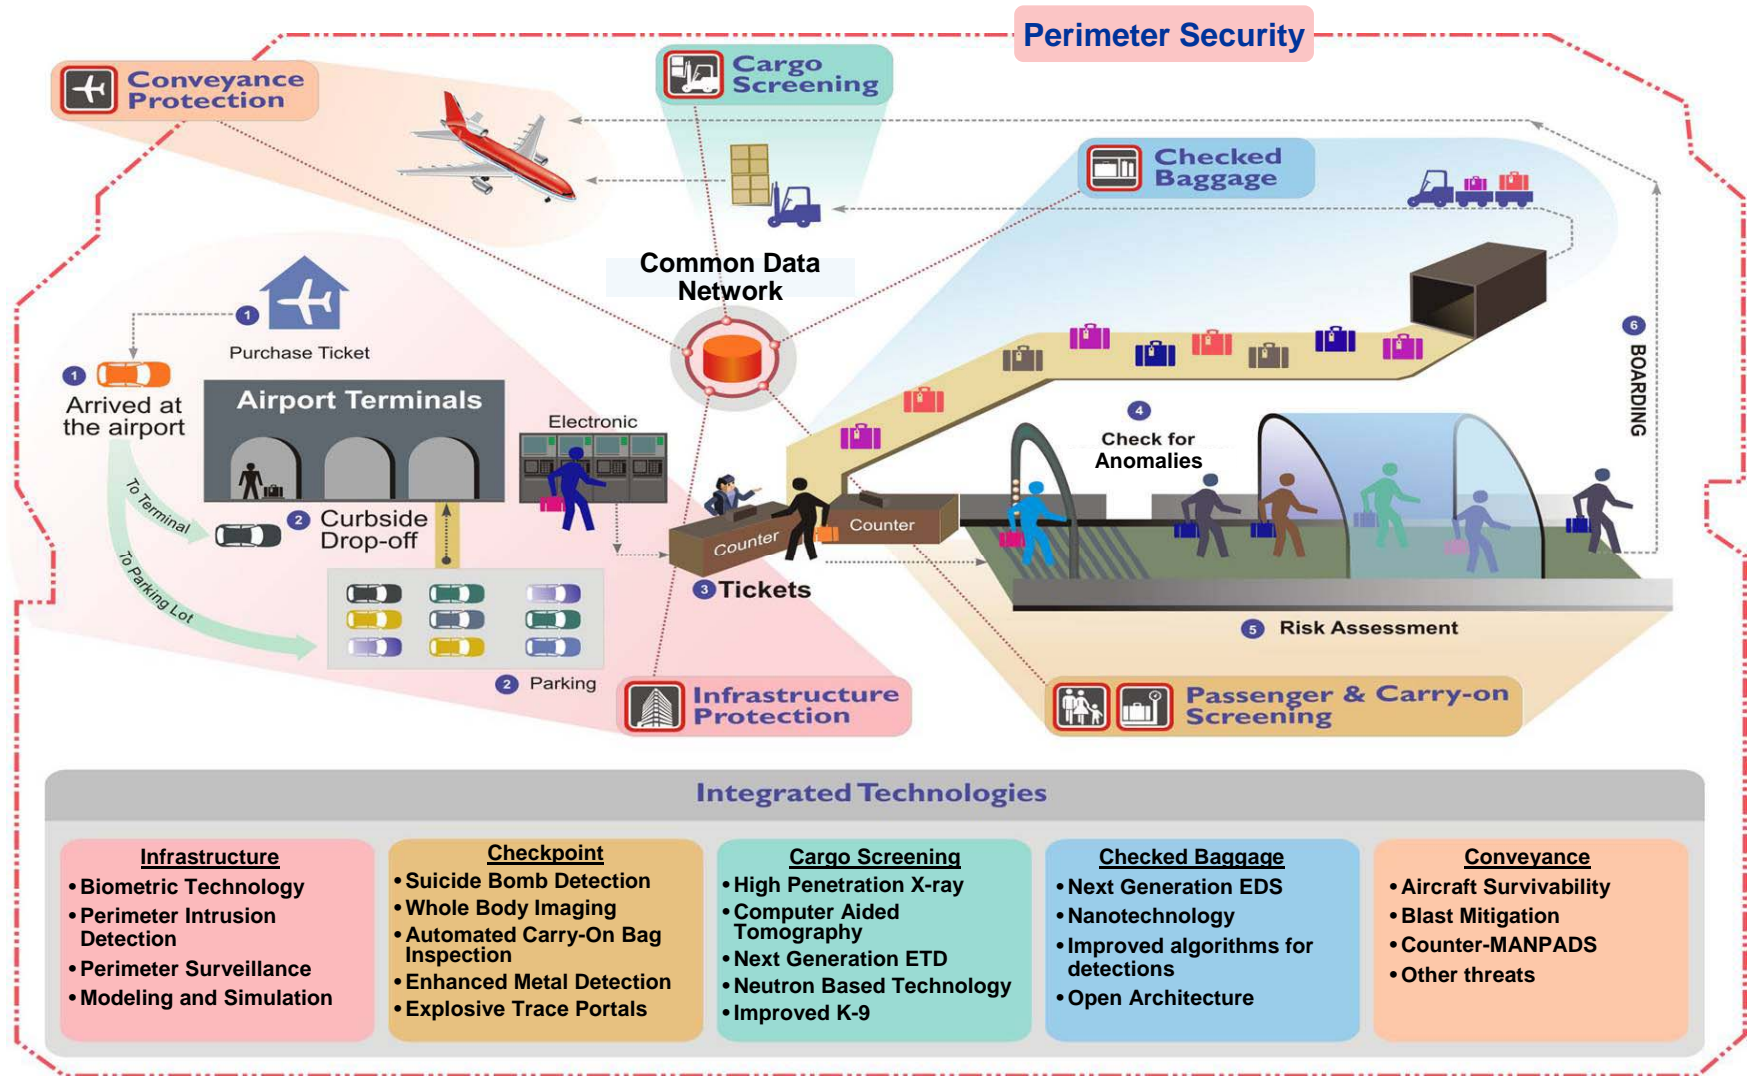 Perimeter Security
Conveyance
Protection
Cargo
Screening
Checked
Baggage
Common Data
Network
1
Purchase Ticket
1
Arrived at
the airport
Airport Terminals
Electronic
To Terminal
To Parking Lot
2
Curbside
Drop-off
2 Parking
Counter
Counter
3 Tickets
4
Check for
Anomalies
5 Risk Assessment
6 BOARDING
Infrastructure
Protection
Passenger & Carry-on
Screening
Integrated Technologies
Infrastructure
• Biometric Technology
• Perimeter Intrusion
Detection
• Perimeter Surveillance
• Modeling and Simulation
Checkpoint
• Suicide Bomb Detection
• Whole Body Imaging
• Automated Carry-On Bag
Inspection
• Enhanced Metal Detection
• Explosive Trace Portals
Cargo Screening
• High Penetration X-ray
• Computer Aided
Tomography
• Next Generation ETD
• Neutron Based Technology
• Improved K-9
Checked Baggage
• Next Generation EDS
• Nanotechnology
• Improved algorithms for
detections
• Open Architecture
Conveyance
• Aircraft Survivability
• Blast Mitigation
• Counter-MANPADS
• Other threats